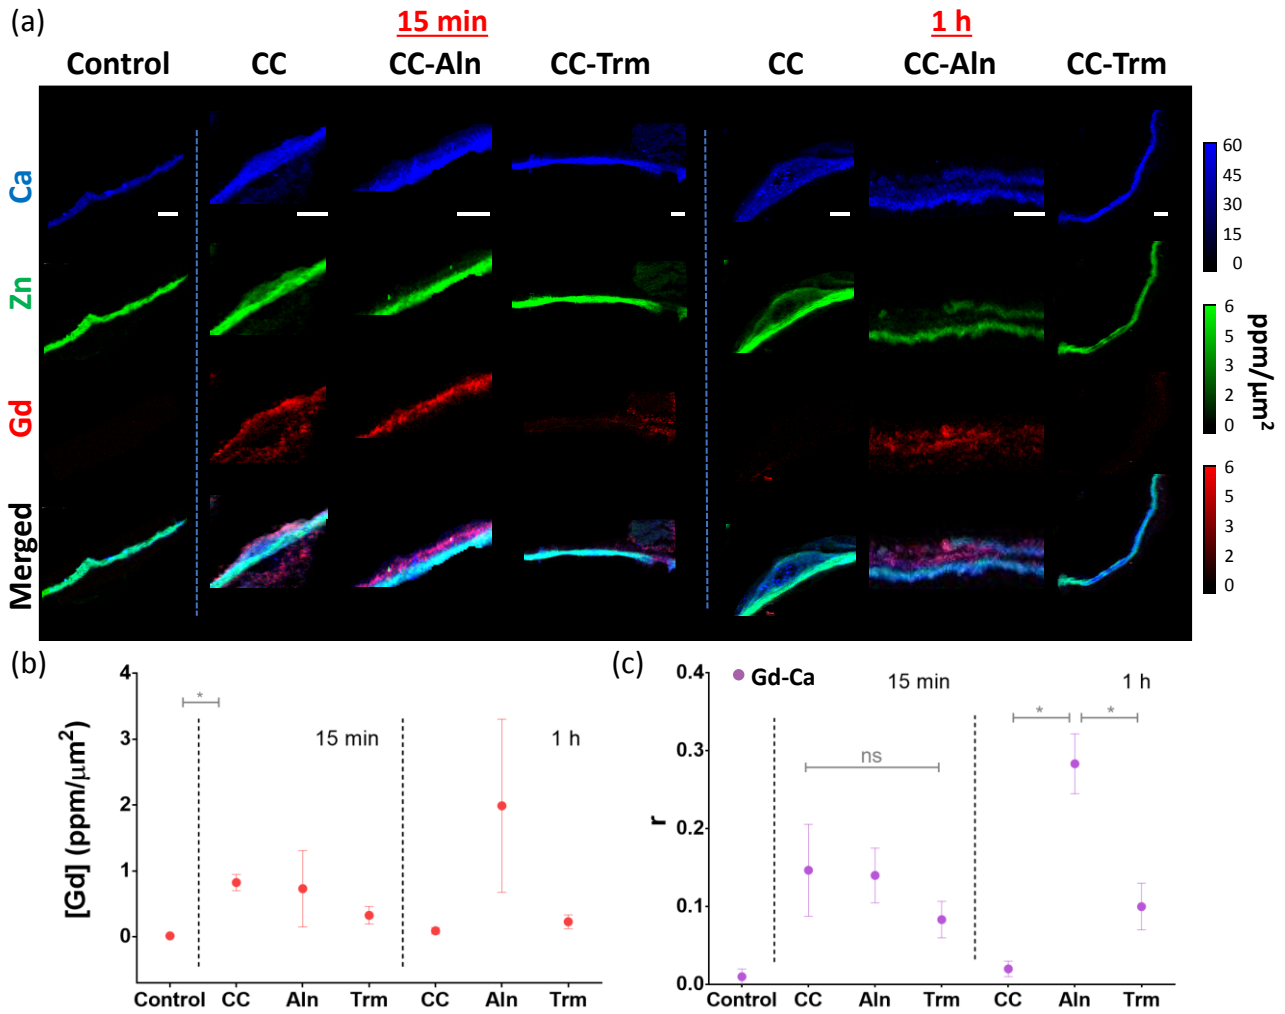 (a)
15 min
1 h
Control CC CC-Aln CC-Trm CC CC-Aln CC-Trm
Ca
60
45
30
15
0
Zn
6
5
3
2
0
ppm/μm²
Gd
6
5
3
2
0
Merged
(b)
[Gd] (ppm/μm²)
4
3
2
1
0
*
15 min
1 h
Control CC Aln Trm CC Aln Trm
(c)
r
0.4
0.3
0.2
0.1
0.0
Gd-Ca
15 min
1 h
ns
* *
Control CC Aln Trm CC Aln Trm